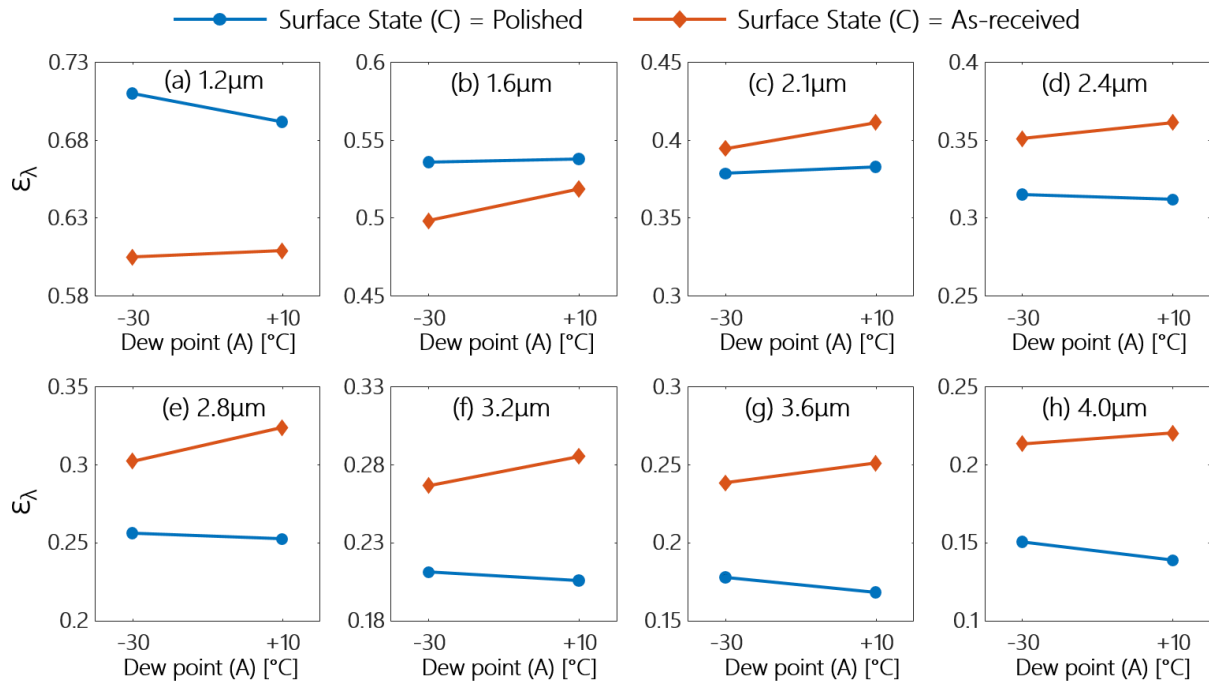 Surface State (C) = Polished
Surface State (C) = As-received
(a) 1.2μm
0.73
0.68
0.63
0.58
ελ
-30
+10
Dew point (A) [°C]
(b) 1.6μm
0.6
0.55
0.5
0.45
-30
+10
Dew point (A) [°C]
(c) 2.1μm
0.45
0.4
0.35
0.3
-30
+10
Dew point (A) [°C]
(d) 2.4μm
0.4
0.35
0.3
0.25
-30
+10
Dew point (A) [°C]
(e) 2.8μm
0.35
0.3
0.25
0.2
ελ
-30
+10
Dew point (A) [°C]
(f) 3.2μm
0.33
0.28
0.23
0.18
-30
+10
Dew point (A) [°C]
(g) 3.6μm
0.3
0.25
0.2
0.15
-30
+10
Dew point (A) [°C]
(h) 4.0μm
0.25
0.2
0.15
0.1
-30
+10
Dew point (A) [°C]